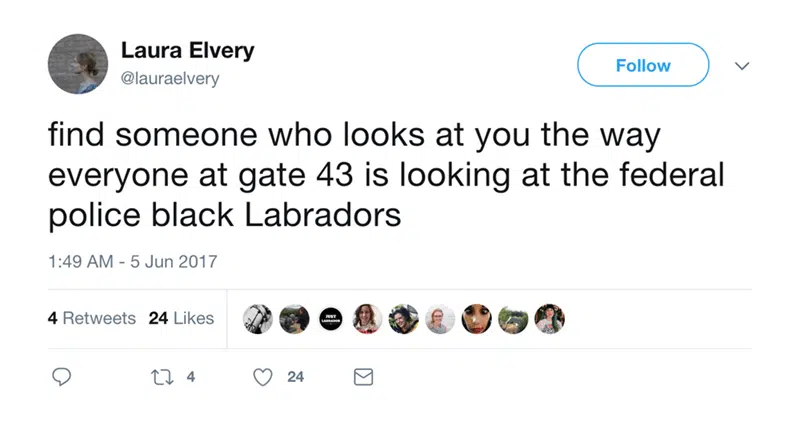 Laura Elvery
@lauraelvery
Follow
find someone who looks at you the way
everyone at gate 43 is looking at the federal
police black Labradors
1:49 AM - 5 Jun 2017
4 Retweets 24 Likes
4 24